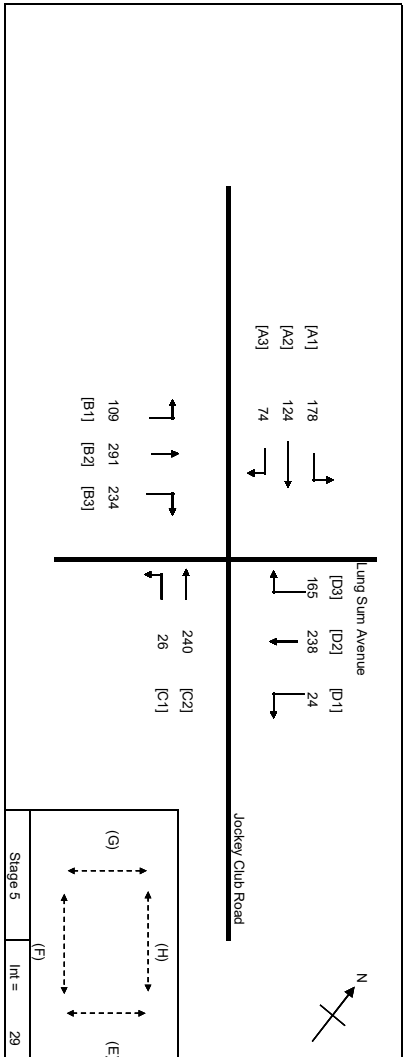 Lung Sum Avenue
N
[D3] [D2] [D1]
165 238 24
[A1] 178
[A2] 124
[A3] 74
Jockey Club Road
240 [C2]
26 [C1]
109 291 234
[B1] [B2] [B3]
(H)
(G)
(F)
Stage 5 Int = 29